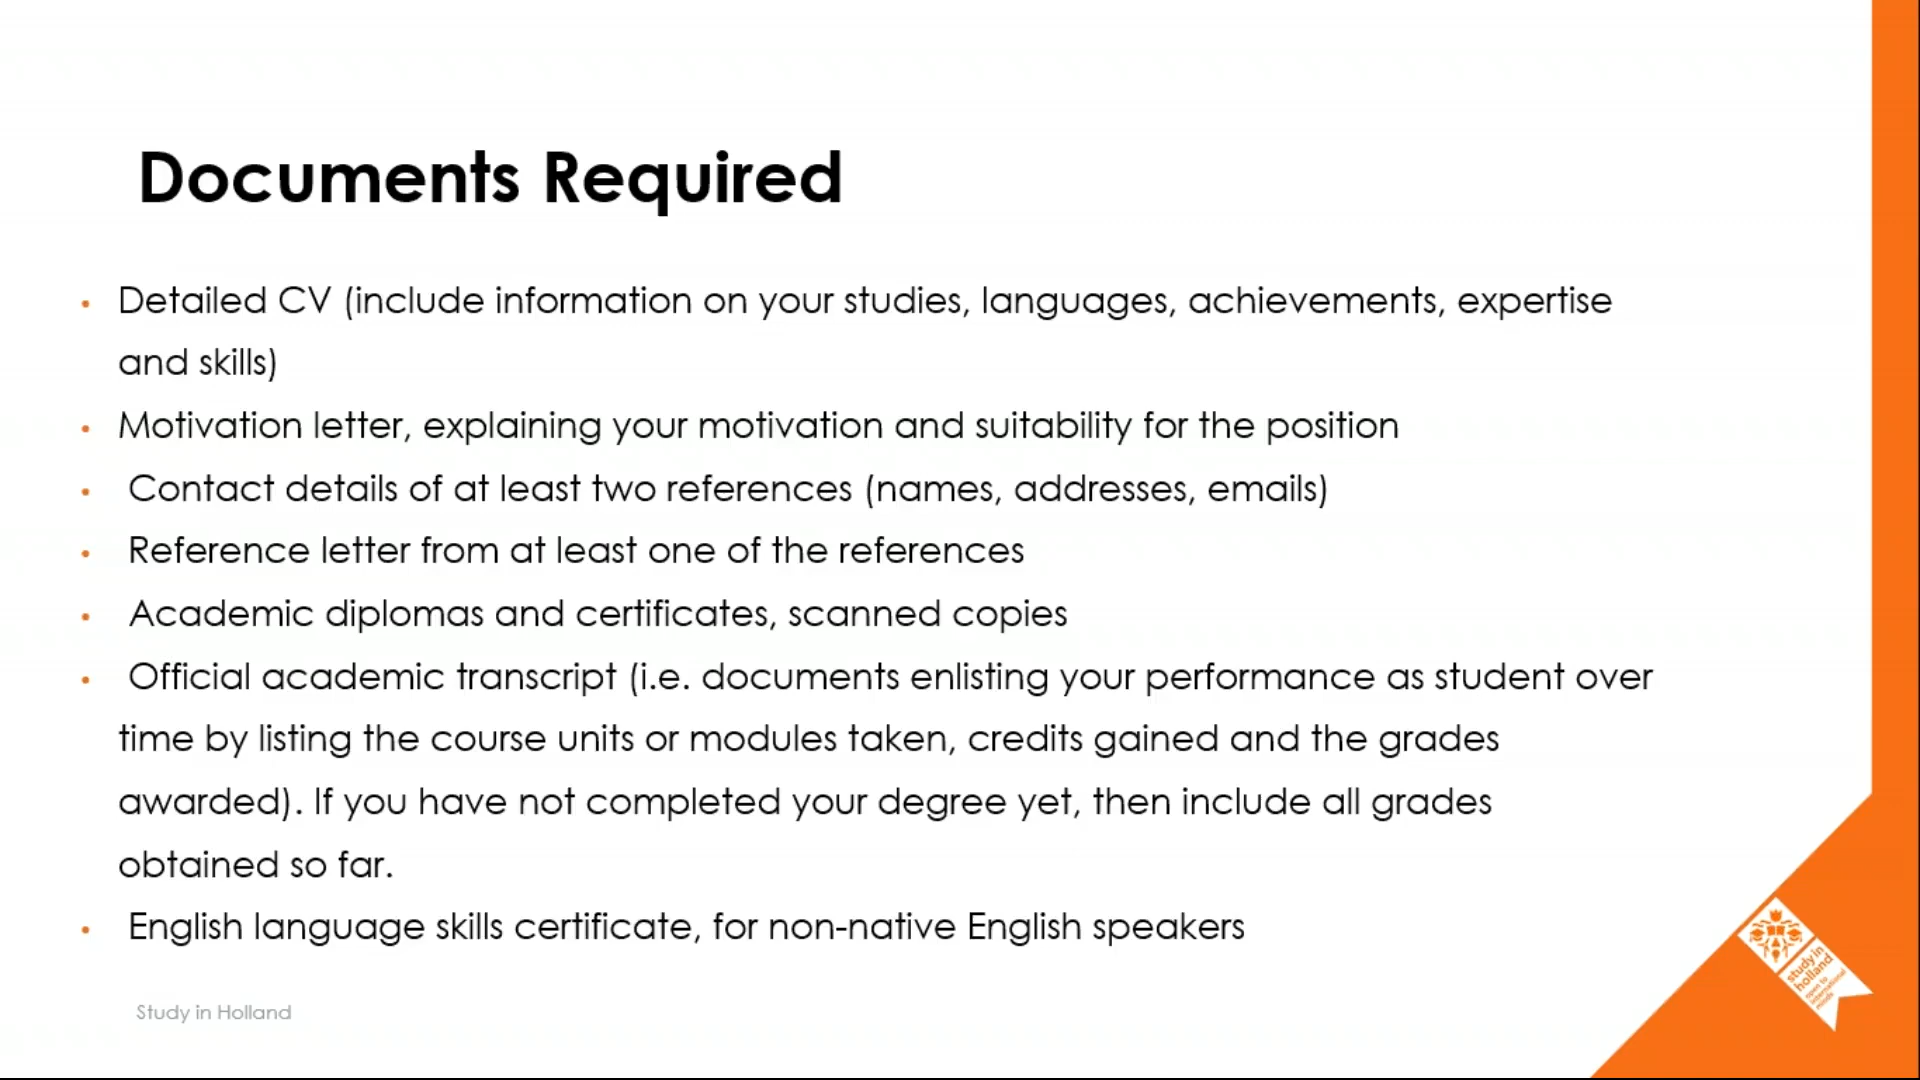 Documents Required
• Detailed CV (include information on your studies, languages, achievements, expertise
and skills)
• Motivation letter, explaining your motivation and suitability for the position
• Contact details of at least two references (names, addresses, emails)
• Reference letter from at least one of the references
• Academic diplomas and certificates, scanned copies
• Official academic transcript (i.e. documents enlisting your performance as student over
time by listing the course units or modules taken, credits gained and the grades
awarded). If you have not completed your degree yet, then include all grades
obtained so far.
• English language skills certificate, for non-native English speakers
Study in Holland
study in
holland
open to
international
minds